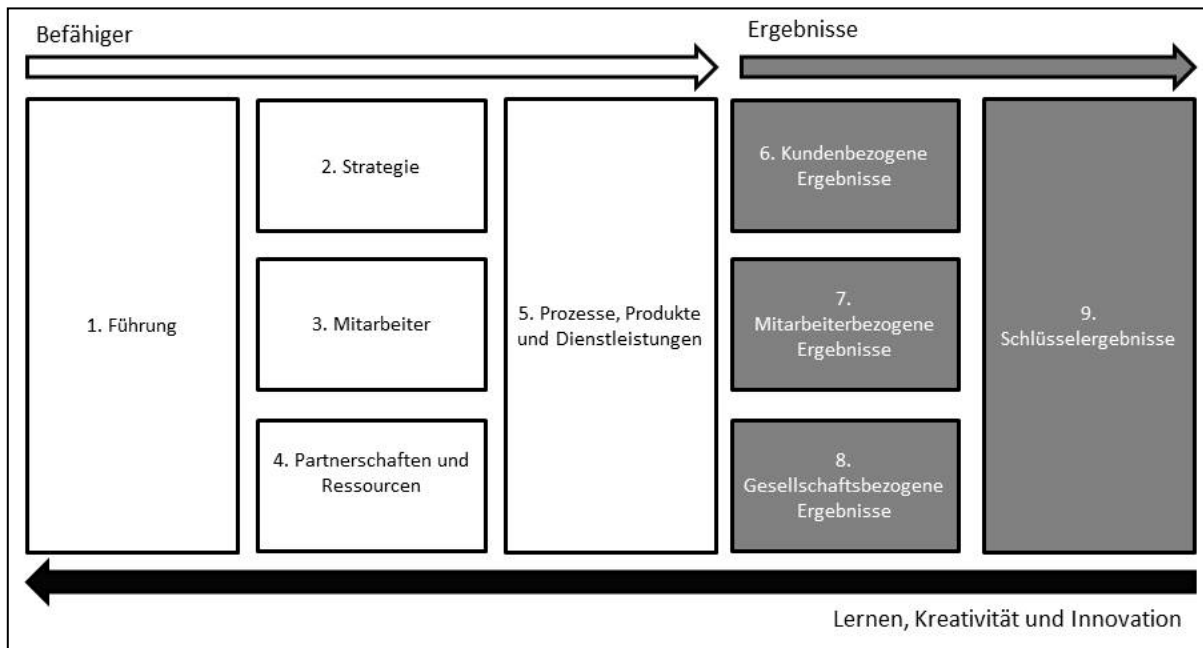 Befähiger
Ergebnisse
1. Führung
2. Strategie
3. Mitarbeiter
4. Partnerschaften und
Ressourcen
5. Prozesse, Produkte
und Dienstleistungen
6. Kundenbezogene
Ergebnisse
7.
Mitarbeiterbezogene
Ergebnisse
8.
Gesellschaftsbezogene
Ergebnisse
9.
Schlüsselergebnisse
Lernen, Kreativität und Innovation